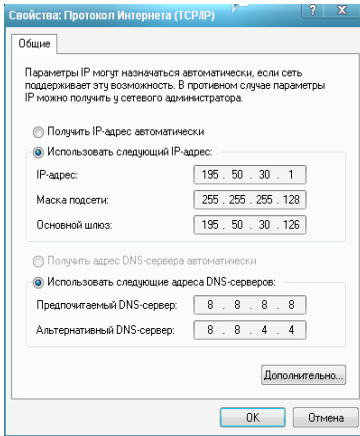 Свойства: Протокол Интернета (TCP/IP)
Общие
Параметры IP могут назначаться автоматически, если сеть
поддерживает эту возможность. В противном случае параметры
IP можно получить у сетевого администратора.
Получить IP-адрес автоматически
Использовать следующий IP-адрес:
IP-адрес: 195 . 50 . 30 . 1
Маска подсети: 255 . 255 . 255 . 128
Основной шлюз: 195 . 50 . 30 . 126
Получить адрес DNS-сервера автоматически
Использовать следующие адреса DNS-серверов:
Предпочитаемый DNS-сервер: 8 . 8 . 8 . 8
Альтернативный DNS-сервер: 8 . 8 . 4 . 4
Дополнительно...
OK Отмена